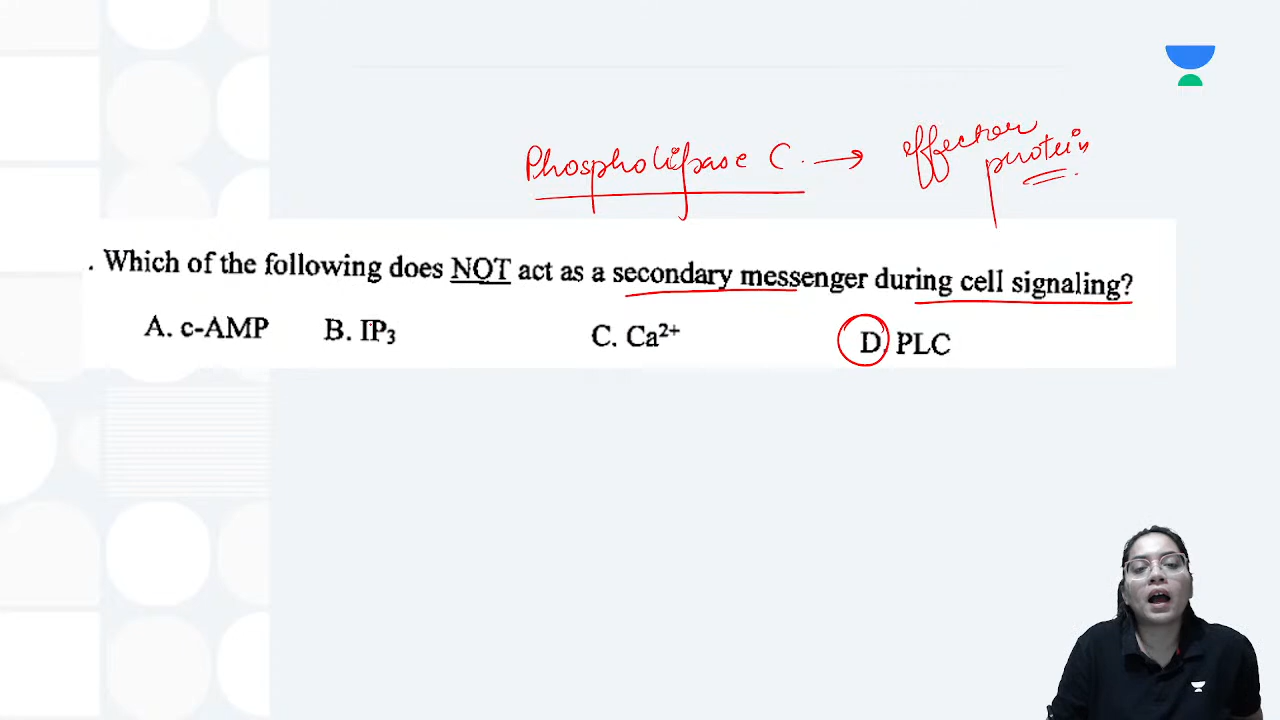 Phospholipase C. → effector
protein
. Which of the following does NOT act as a secondary messenger during cell signaling?
A. c-AMP B. IP₃ C. Ca²⁺ D. PLC